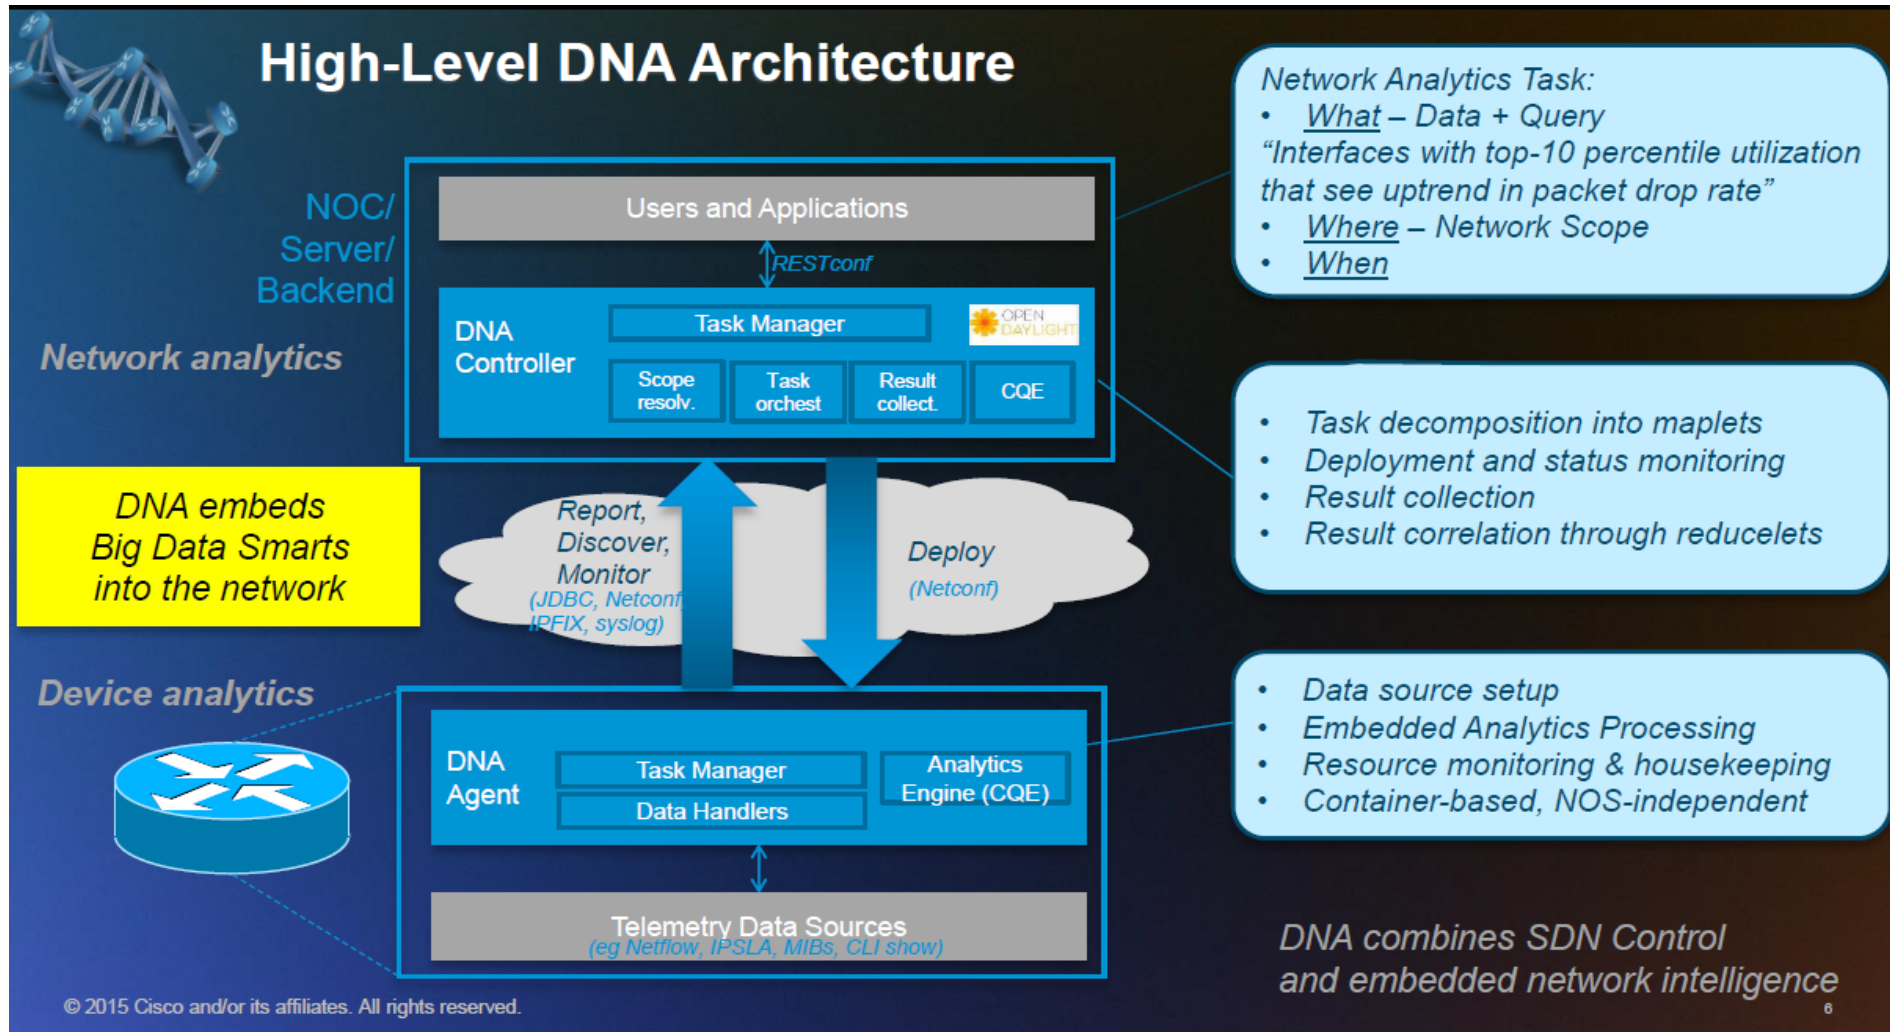 High-Level DNA Architecture
NOC/
Server/
Backend
Network analytics
Users and Applications
RESTconf
DNA
Controller
Task Manager
OPEN
DAYLIGHT
Scope
resolv.
Task
orchest
Result
collect.
CQE
DNA embeds
Big Data Smarts
into the network
Report,
Discover,
Monitor
(JDBC, Netconf
IPFIX, syslog)
Deploy
(Netconf)
Device analytics
DNA
Agent
Task Manager
Data Handlers
Analytics
Engine (CQE)
Telemetry Data Sources
(eg Netflow, IPSLA, MIBs, CLI show)
Network Analytics Task:
• What – Data + Query
“Interfaces with top-10 percentile utilization
that see uptrend in packet drop rate”
• Where – Network Scope
• When
• Task decomposition into maplets
• Deployment and status monitoring
• Result collection
• Result correlation through reducelets
• Data source setup
• Embedded Analytics Processing
• Resource monitoring & housekeeping
• Container-based, NOS-independent
DNA combines SDN Control
and embedded network intelligence
© 2015 Cisco and/or its affiliates. All rights reserved.
6